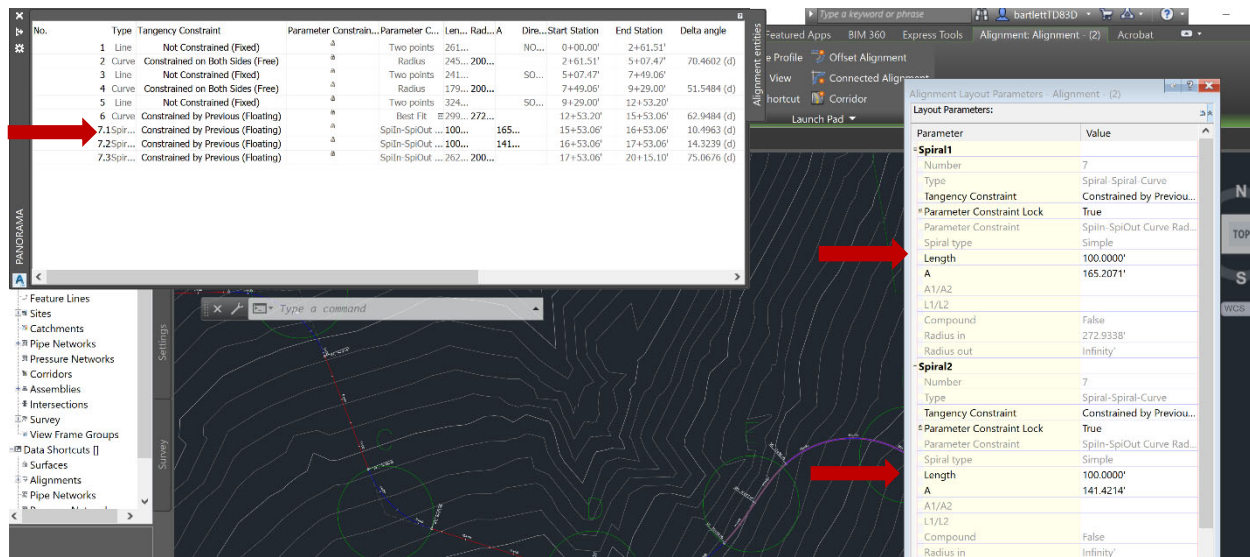 Type a keyword or phrase
bartlettTD83D
Featured Apps BIM 360 Express Tools Alignment: Alignment - (2) Acrobat
Profile Offset Alignment
View Connected Alignment
Corridor
Launch Pad
No. Type Tangency Constraint Parameter Constrain... Parameter C... Len... Rad... A Dire... Start Station End Station Delta angle
1 Line Not Constrained (Fixed) Two points 261... NO... 0+00.00' 2+61.51'
2 Curve Constrained on Both Sides (Free) Radius 245... 200... 2+61.51' 5+07.47' 70.4602 (d)
3 Line Not Constrained (Fixed) Two points 241... SO... 5+07.47' 7+49.06'
4 Curve Constrained on Both Sides (Free) Radius 179... 200... 7+49.06' 9+29.00' 51.5484 (d)
5 Line Not Constrained (Fixed) Two points 324... SO... 9+29.00' 12+53.20'
6 Curve Constrained by Previous (Floating) Best Fit 299... 272... 12+53.20' 15+53.06' 62.9484 (d)
7.1 Spir... Constrained by Previous (Floating) SpiIn-SpiOut ... 100... 165... 15+53.06' 16+53.06' 10.4963 (d)
7.2 Spir... Constrained by Previous (Floating) SpiIn-SpiOut ... 100... 141... 16+53.06' 17+53.06' 14.3239 (d)
7.3 Spir... Constrained by Previous (Floating) SpiIn-SpiOut ... 262... 200... 17+53.06' 20+15.10' 75.0676 (d)
Alignment entities
PANORAMA
Alignment Layout Parameters - Alignment - (2)
Layout Parameters:
Parameter Value
Spiral1
Number 7
Type Spiral-Spiral-Curve
Tangency Constraint Constrained by Previou...
Parameter Constraint Lock True
Parameter Constraint SpiIn-SpiOut Curve Rad...
Spiral type Simple
Length 100.0000'
A 165.2071'
A1/A2
L1/L2
Compound False
Radius in 272.9338'
Radius out Infinity'
Spiral2
Number 7
Type Spiral-Spiral-Curve
Tangency Constraint Constrained by Previou...
Parameter Constraint Lock True
Parameter Constraint SpiIn-SpiOut Curve Rad...
Spiral type Simple
Length 100.0000'
A 141.4214'
A1/A2
L1/L2
Compound False
Radius in Infinity'
Feature Lines
Sites
Catchments
Pipe Networks
Pressure Networks
Corridors
Assemblies
Intersections
Survey
View Frame Groups
Data Shortcuts []
Surfaces
Alignments
Pipe Networks
Settings
Survey
Type a command
N
TOP
S
WCS